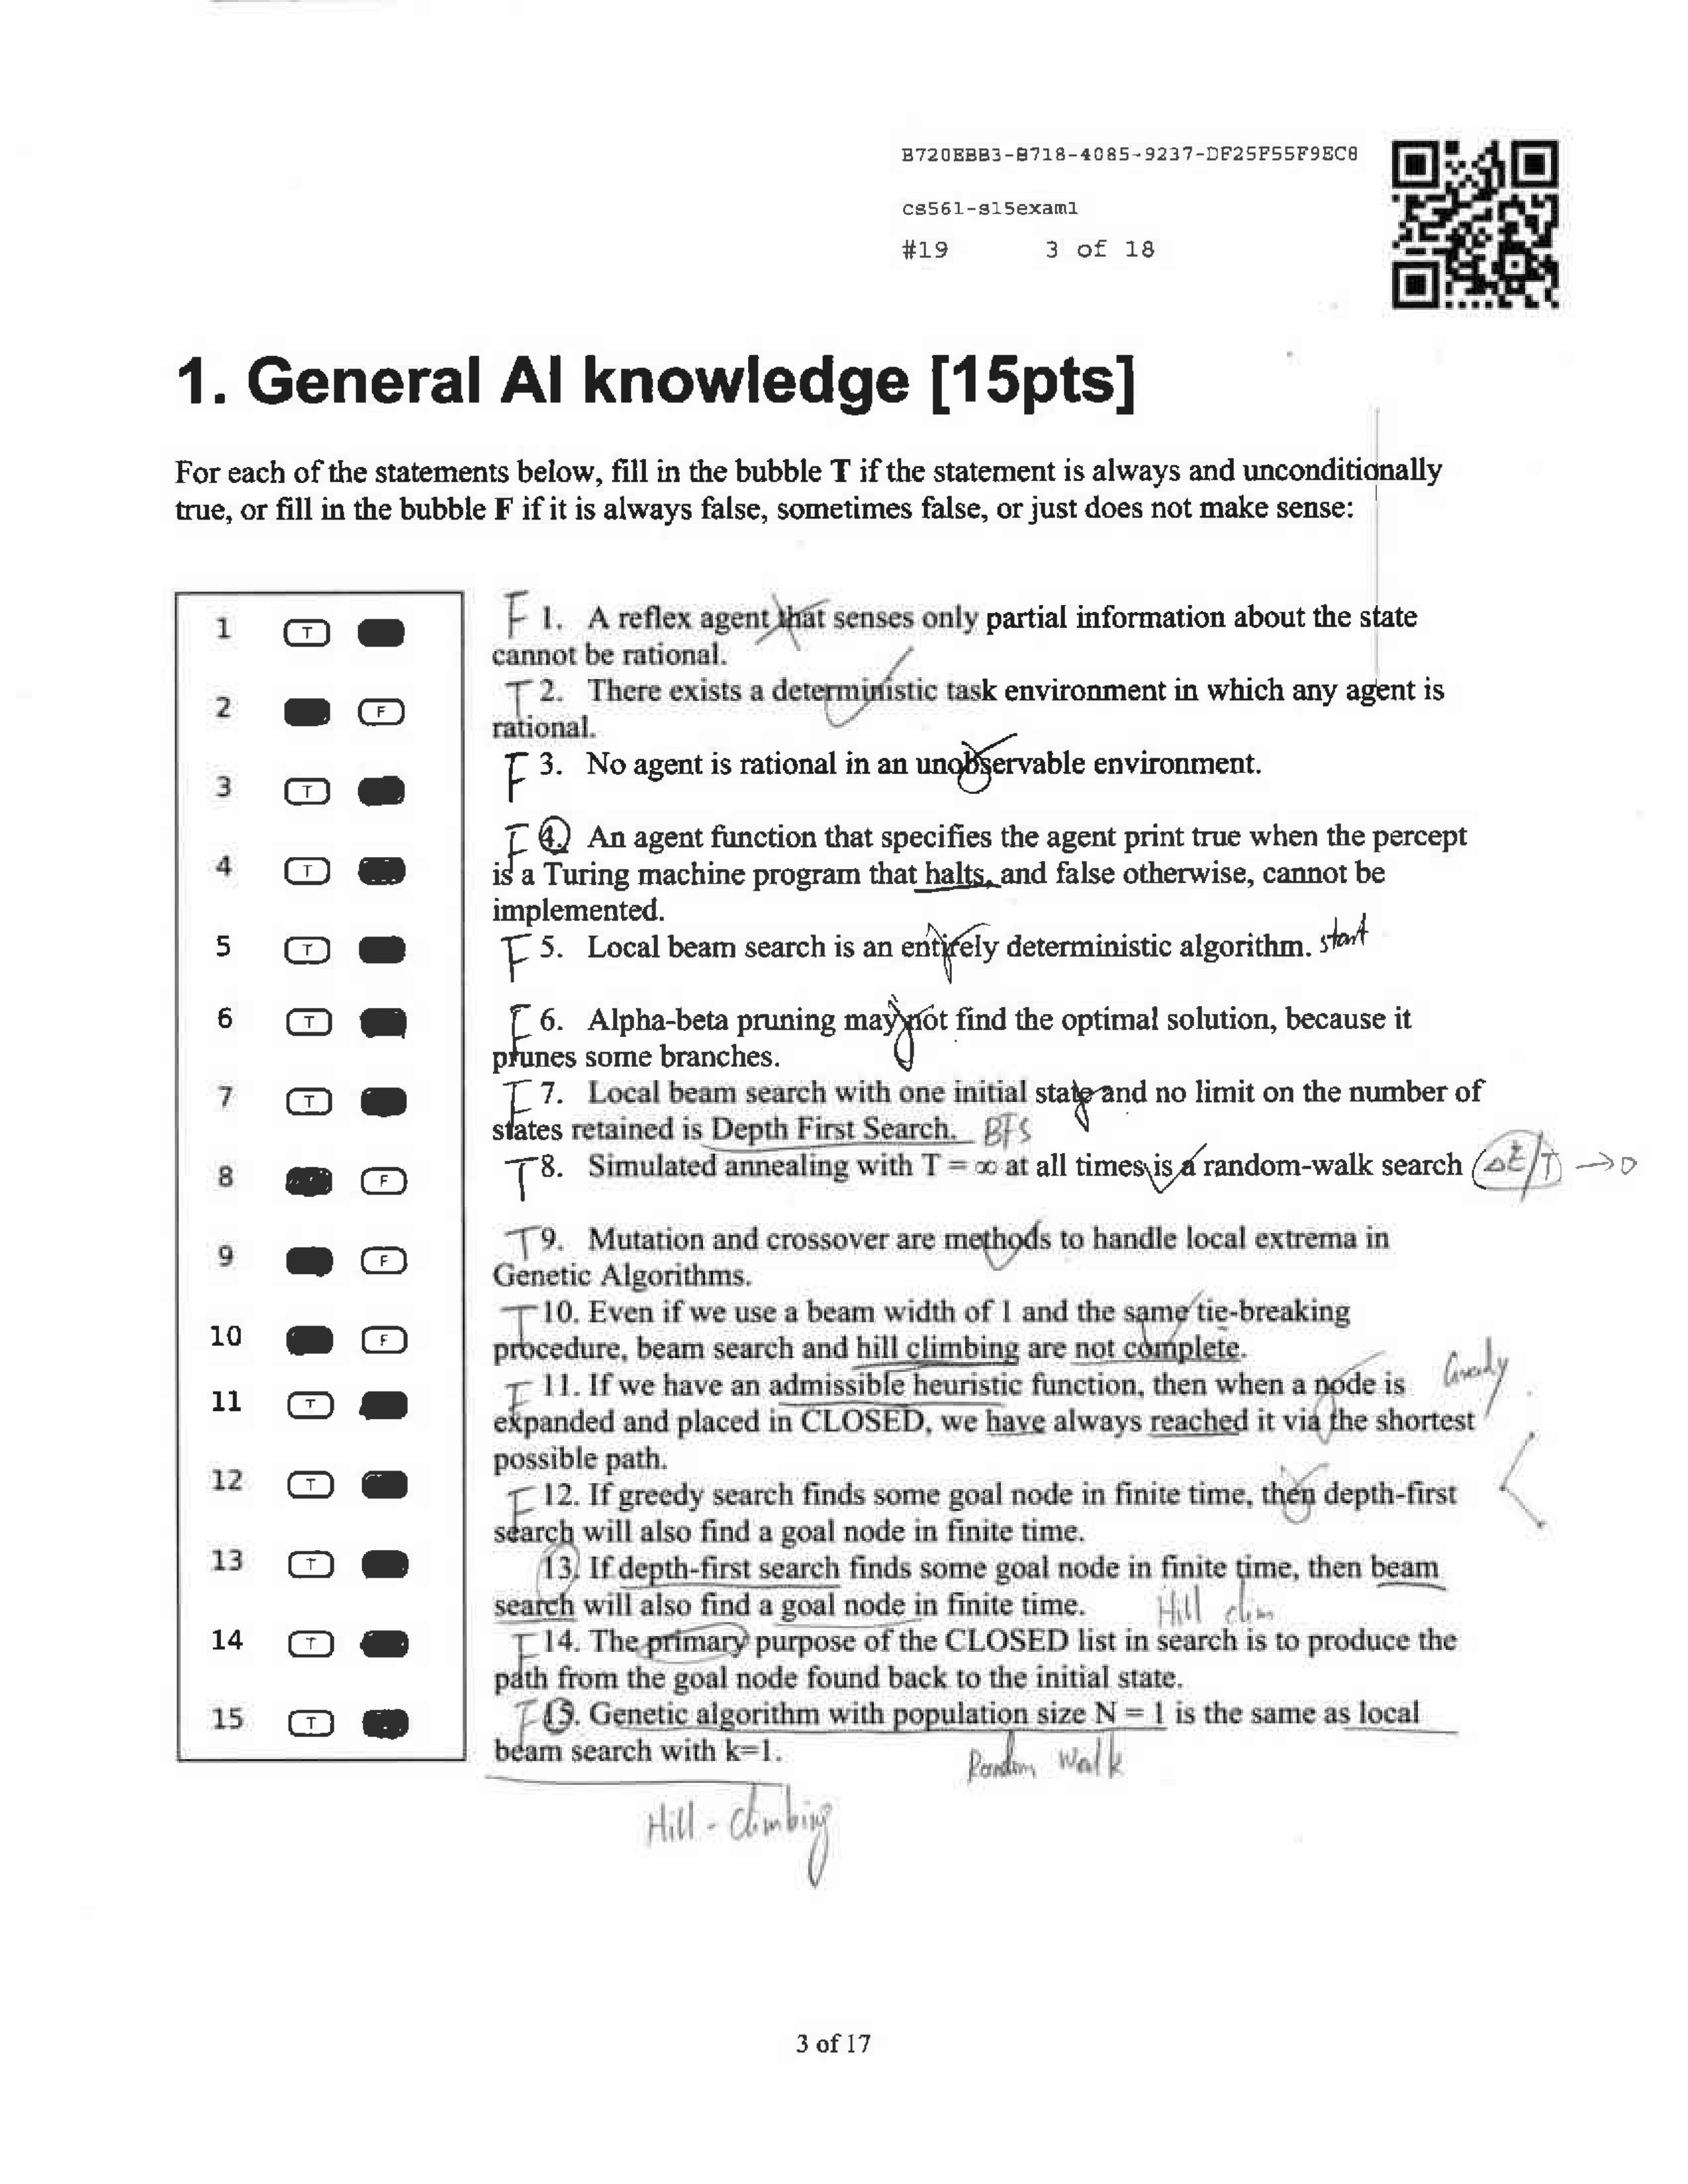 B720EBB3-B718-4085-9237-DF25F55F9EC8
cs561-s15exam1
#19 3 of 18
1. General AI knowledge [15pts]
For each of the statements below, fill in the bubble T if the statement is always and unconditionally
true, or fill in the bubble F if it is always false, sometimes false, or just does not make sense:
1 T
2 F
3 T
4 T
5 T
6 T
7 T
8 F
9 F
10 F
11 T
12 T
13 T
14 T
15 T
F 1. A reflex agent that senses only partial information about the state
cannot be rational.
T 2. There exists a deterministic task environment in which any agent is
rational.
F 3. No agent is rational in an unobservable environment.
F 4. An agent function that specifies the agent print true when the percept
is a Turing machine program that halts, and false otherwise, cannot be
implemented.
F 5. Local beam search is an entirely deterministic algorithm. start
F 6. Alpha-beta pruning may not find the optimal solution, because it
prunes some branches.
F 7. Local beam search with one initial state and no limit on the number of
states retained is Depth First Search. BFS
T 8. Simulated annealing with T = ∞ at all times is a random-walk search ΔE/T → 0
T 9. Mutation and crossover are methods to handle local extrema in
Genetic Algorithms.
T 10. Even if we use a beam width of 1 and the same tie-breaking
procedure, beam search and hill climbing are not complete.
F 11. If we have an admissible heuristic function, then when a node is Greedy
expanded and placed in CLOSED, we have always reached it via the shortest
possible path.
F 12. If greedy search finds some goal node in finite time, then depth-first
search will also find a goal node in finite time.
13. If depth-first search finds some goal node in finite time, then beam
search will also find a goal node in finite time. Hill clim
F 14. The primary purpose of the CLOSED list in search is to produce the
path from the goal node found back to the initial state.
F 15. Genetic algorithm with population size N = 1 is the same as local
beam search with k=1. Random Walk
Hill - climbing
3 of 17